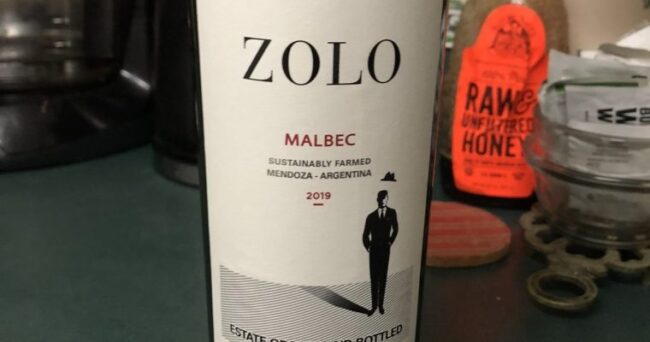 ZOLO
MALBEC
SUSTAINABLY FARMED
MENDOZA - ARGENTINA
2019
ESTATE BOTTLED
RAW &
UNFILTERED
HONEY